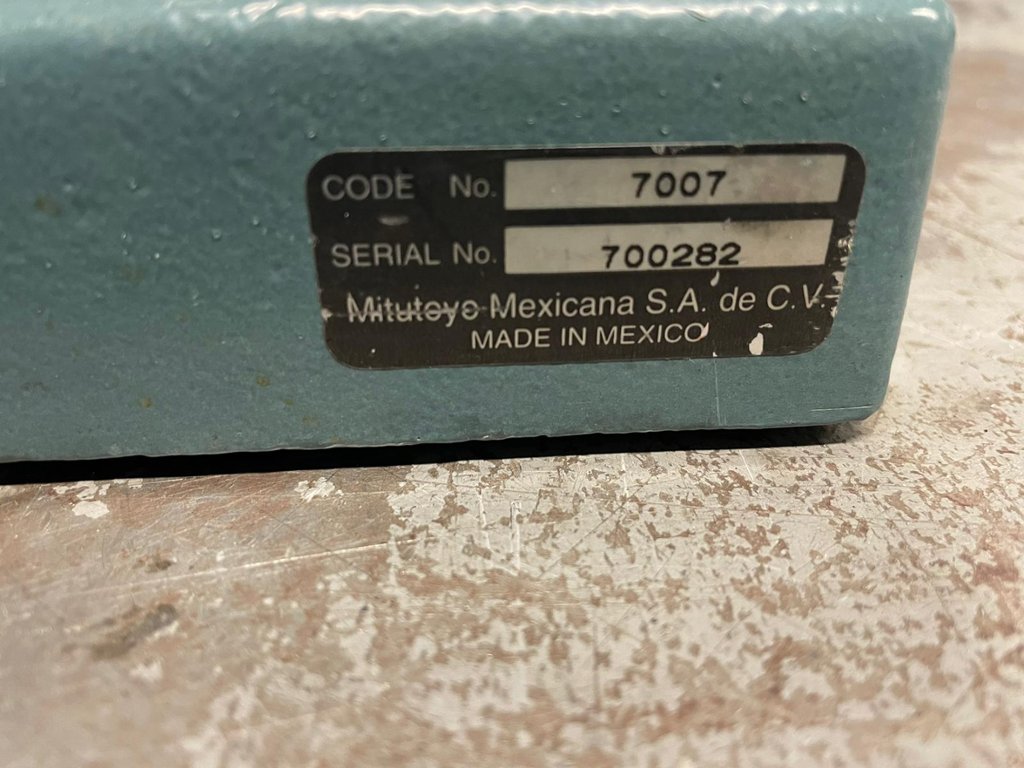 CODE No. 7007
SERIAL No. 700282
Mitutoyo Mexicana S.A. de C.V.
MADE IN MEXICO